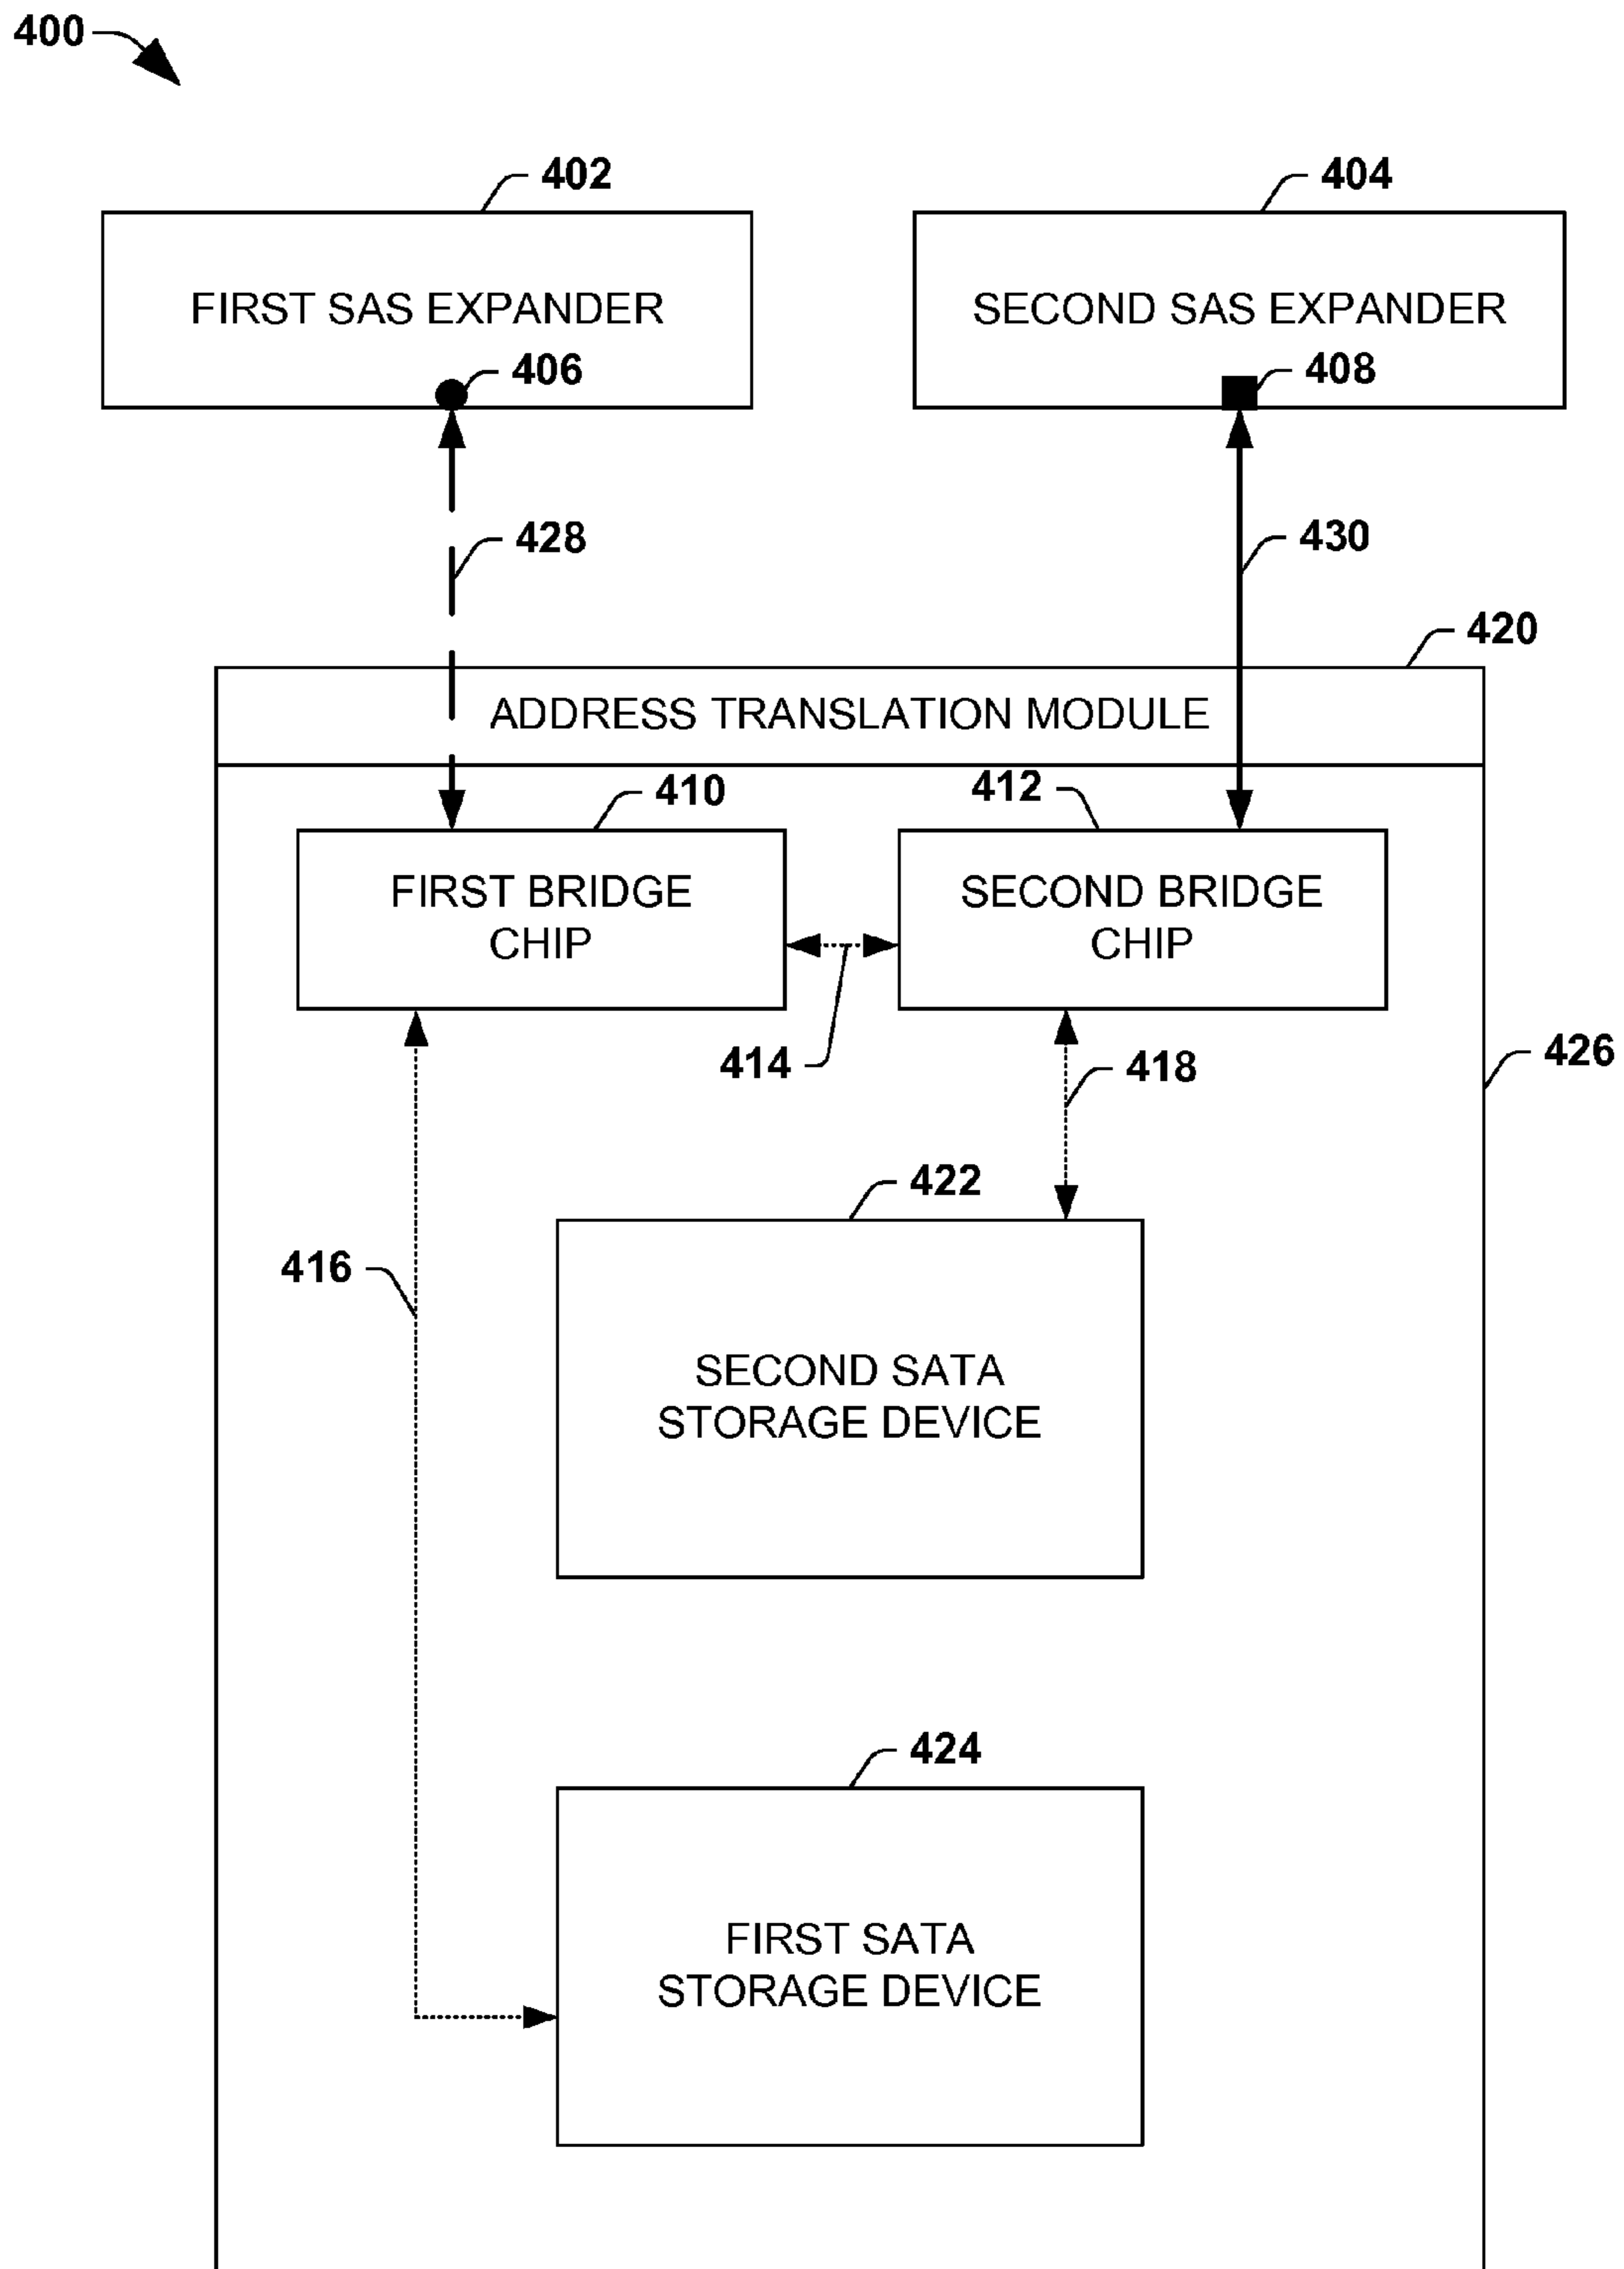 400
402
404
FIRST SAS EXPANDER
SECOND SAS EXPANDER
406
408
428
430
420
ADDRESS TRANSLATION MODULE
410
412
FIRST BRIDGE
CHIP
SECOND BRIDGE
CHIP
414
418
426
422
416
SECOND SATA
STORAGE DEVICE
424
FIRST SATA
STORAGE DEVICE